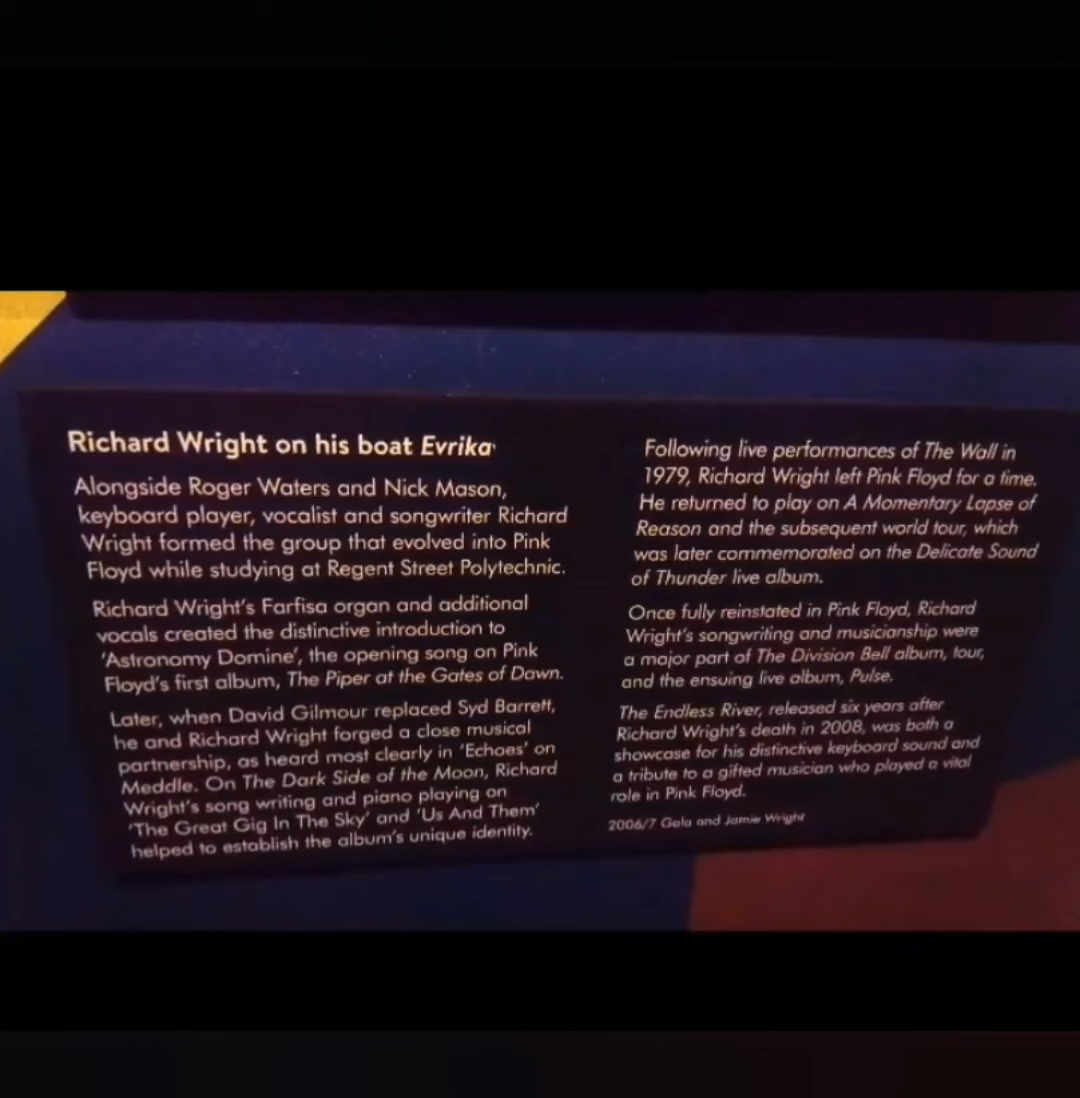 Richard Wright on his boat Evrika
Alongside Roger Waters and Nick Mason,
keyboard player, vocalist and songwriter Richard
Wright formed the group that evolved into Pink
Floyd while studying at Regent Street Polytechnic.
Richard Wright's Farfisa organ and additional
vocals created the distinctive introduction to
'Astronomy Domine', the opening song on Pink
Floyd's first album, The Piper at the Gates of Dawn.
Later, when David Gilmour replaced Syd Barrett,
he and Richard Wright forged a close musical
partnership, as heard most clearly in 'Echoes' on
Meddle. On The Dark Side of the Moon, Richard
Wright's song writing and piano playing on
'The Great Gig In The Sky' and 'Us And Them'
helped to establish the album's unique identity.
Following live performances of The Wall in
1979, Richard Wright left Pink Floyd for a time.
He returned to play on A Momentary Lapse of
Reason and the subsequent world tour, which
was later commemorated on the Delicate Sound
of Thunder live album.
Once fully reinstated in Pink Floyd, Richard
Wright's songwriting and musicianship were
a major part of The Division Bell album, tour,
and the ensuing live album, Pulse.
The Endless River, released six years after
Richard Wright's death in 2008, was both a
showcase for his distinctive keyboard sound and
a tribute to a gifted musician who played a vital
role in Pink Floyd.
2006/7 Gala and Jamie Wright